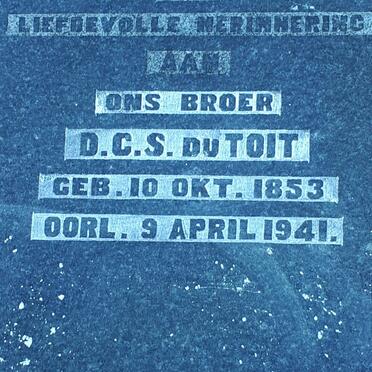 LIEFDEVOLLE HERINNERING
AAN
ONS BROER
D.C.S. DU TOIT
GEB. 10 OKT. 1853
OORL. 9 APRIL 1941.